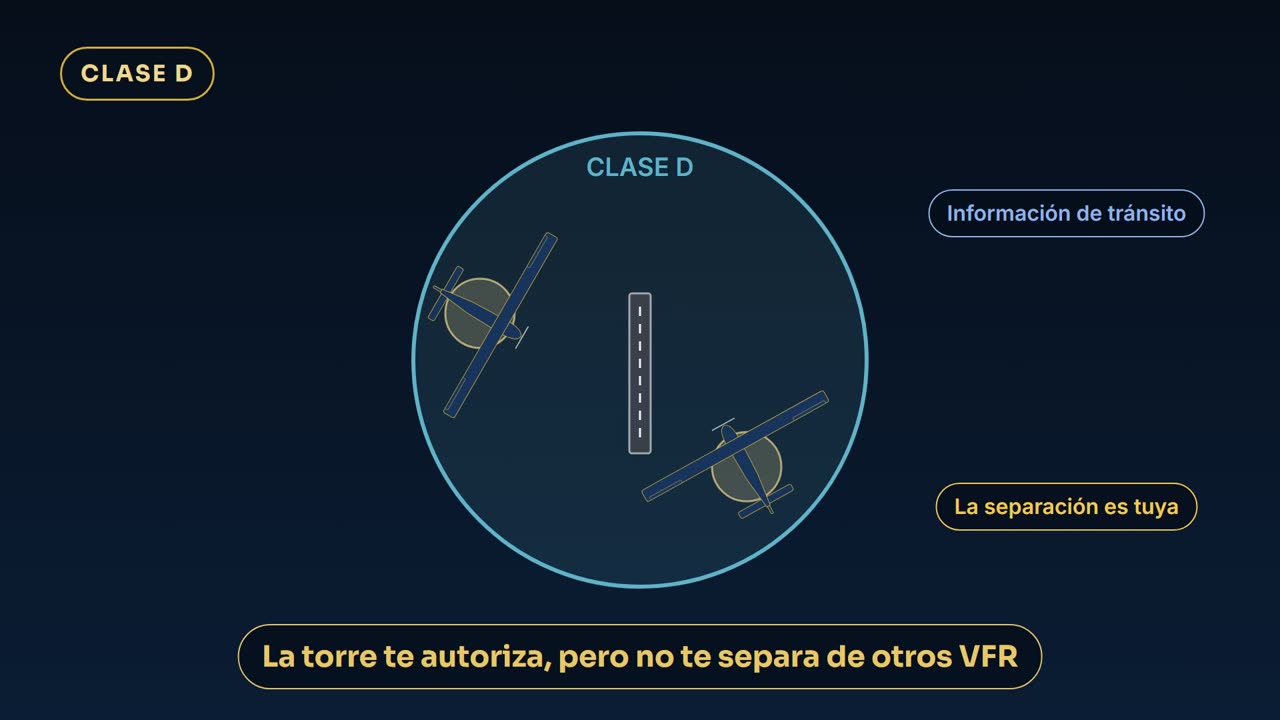 CLASE D
CLASE D
Información de tránsito
La separación es tuya
La torre te autoriza, pero no te separa de otros VFR